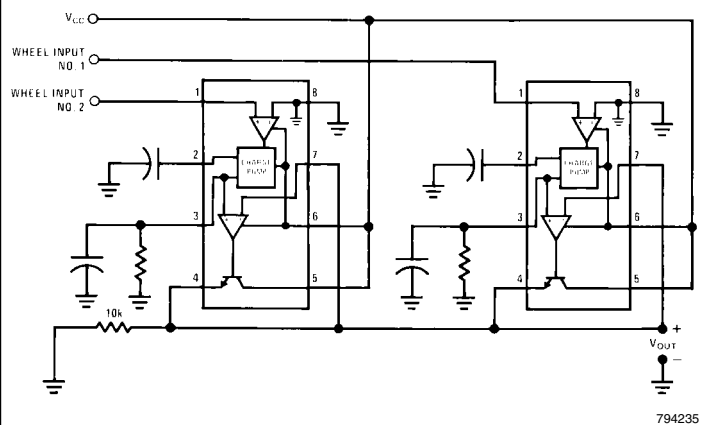 VCC
WHEEL INPUT
NO. 1
WHEEL INPUT
NO. 2
1
8
2
CHARGE
PUMP
7
3
6
4
5
10k
1
8
2
CHARGE
PUMP
7
3
6
4
5
+
VOUT
−
794235